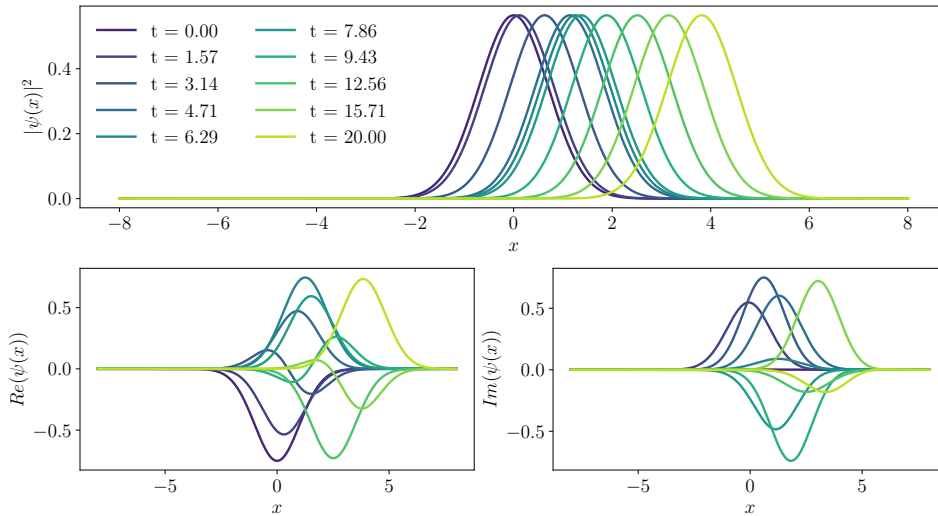 |ψ(x)|²
0.4
0.2
0.0
t = 0.00
t = 1.57
t = 3.14
t = 4.71
t = 6.29
t = 7.86
t = 9.43
t = 12.56
t = 15.71
t = 20.00
−8 −6 −4 −2 0 2 4 6 8
x
Re(ψ(x))
0.5
0.0
−0.5
−5 0 5
x
Im(ψ(x))
0.5
0.0
−0.5
−5 0 5
x